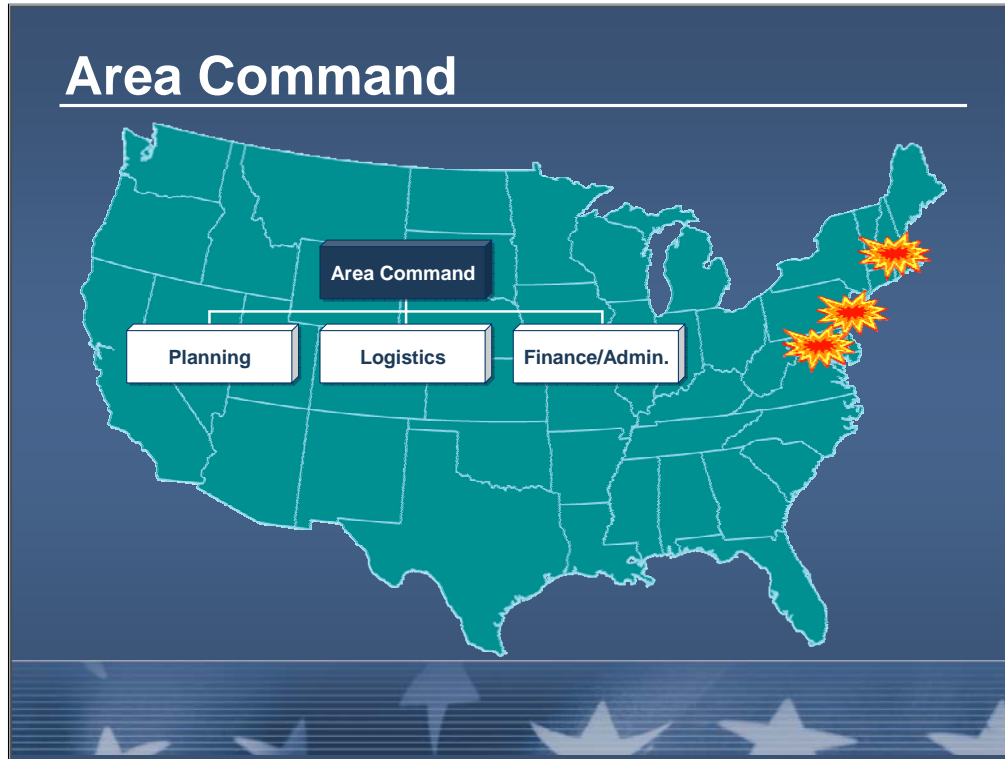 Area Command
Area Command
Planning
Logistics
Finance/Admin.